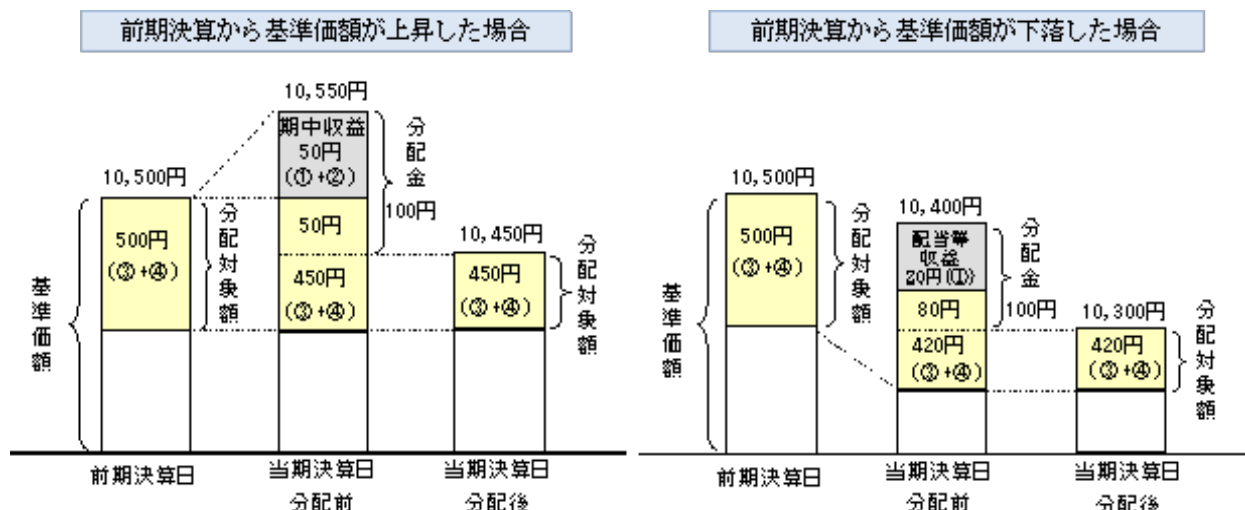 前期決算から基準価額が上昇した場合
10,550円
期中収益
50円
(①+②)
分配金
100円
10,500円
500円
(③+④)
分配対象額
50円
450円
(③+④)
10,450円
450円
(③+④)
分配対象額
基準価額
前期決算日
当期決算日
分配前
当期決算日
分配後
前期決算から基準価額が下落した場合
10,500円
500円
(③+④)
分配対象額
10,400円
配当等
収益
20円(①)
分配金
100円
80円
420円
(③+④)
10,300円
420円
(③+④)
分配対象額
基準価額
前期決算日
当期決算日
分配前
当期決算日
分配後